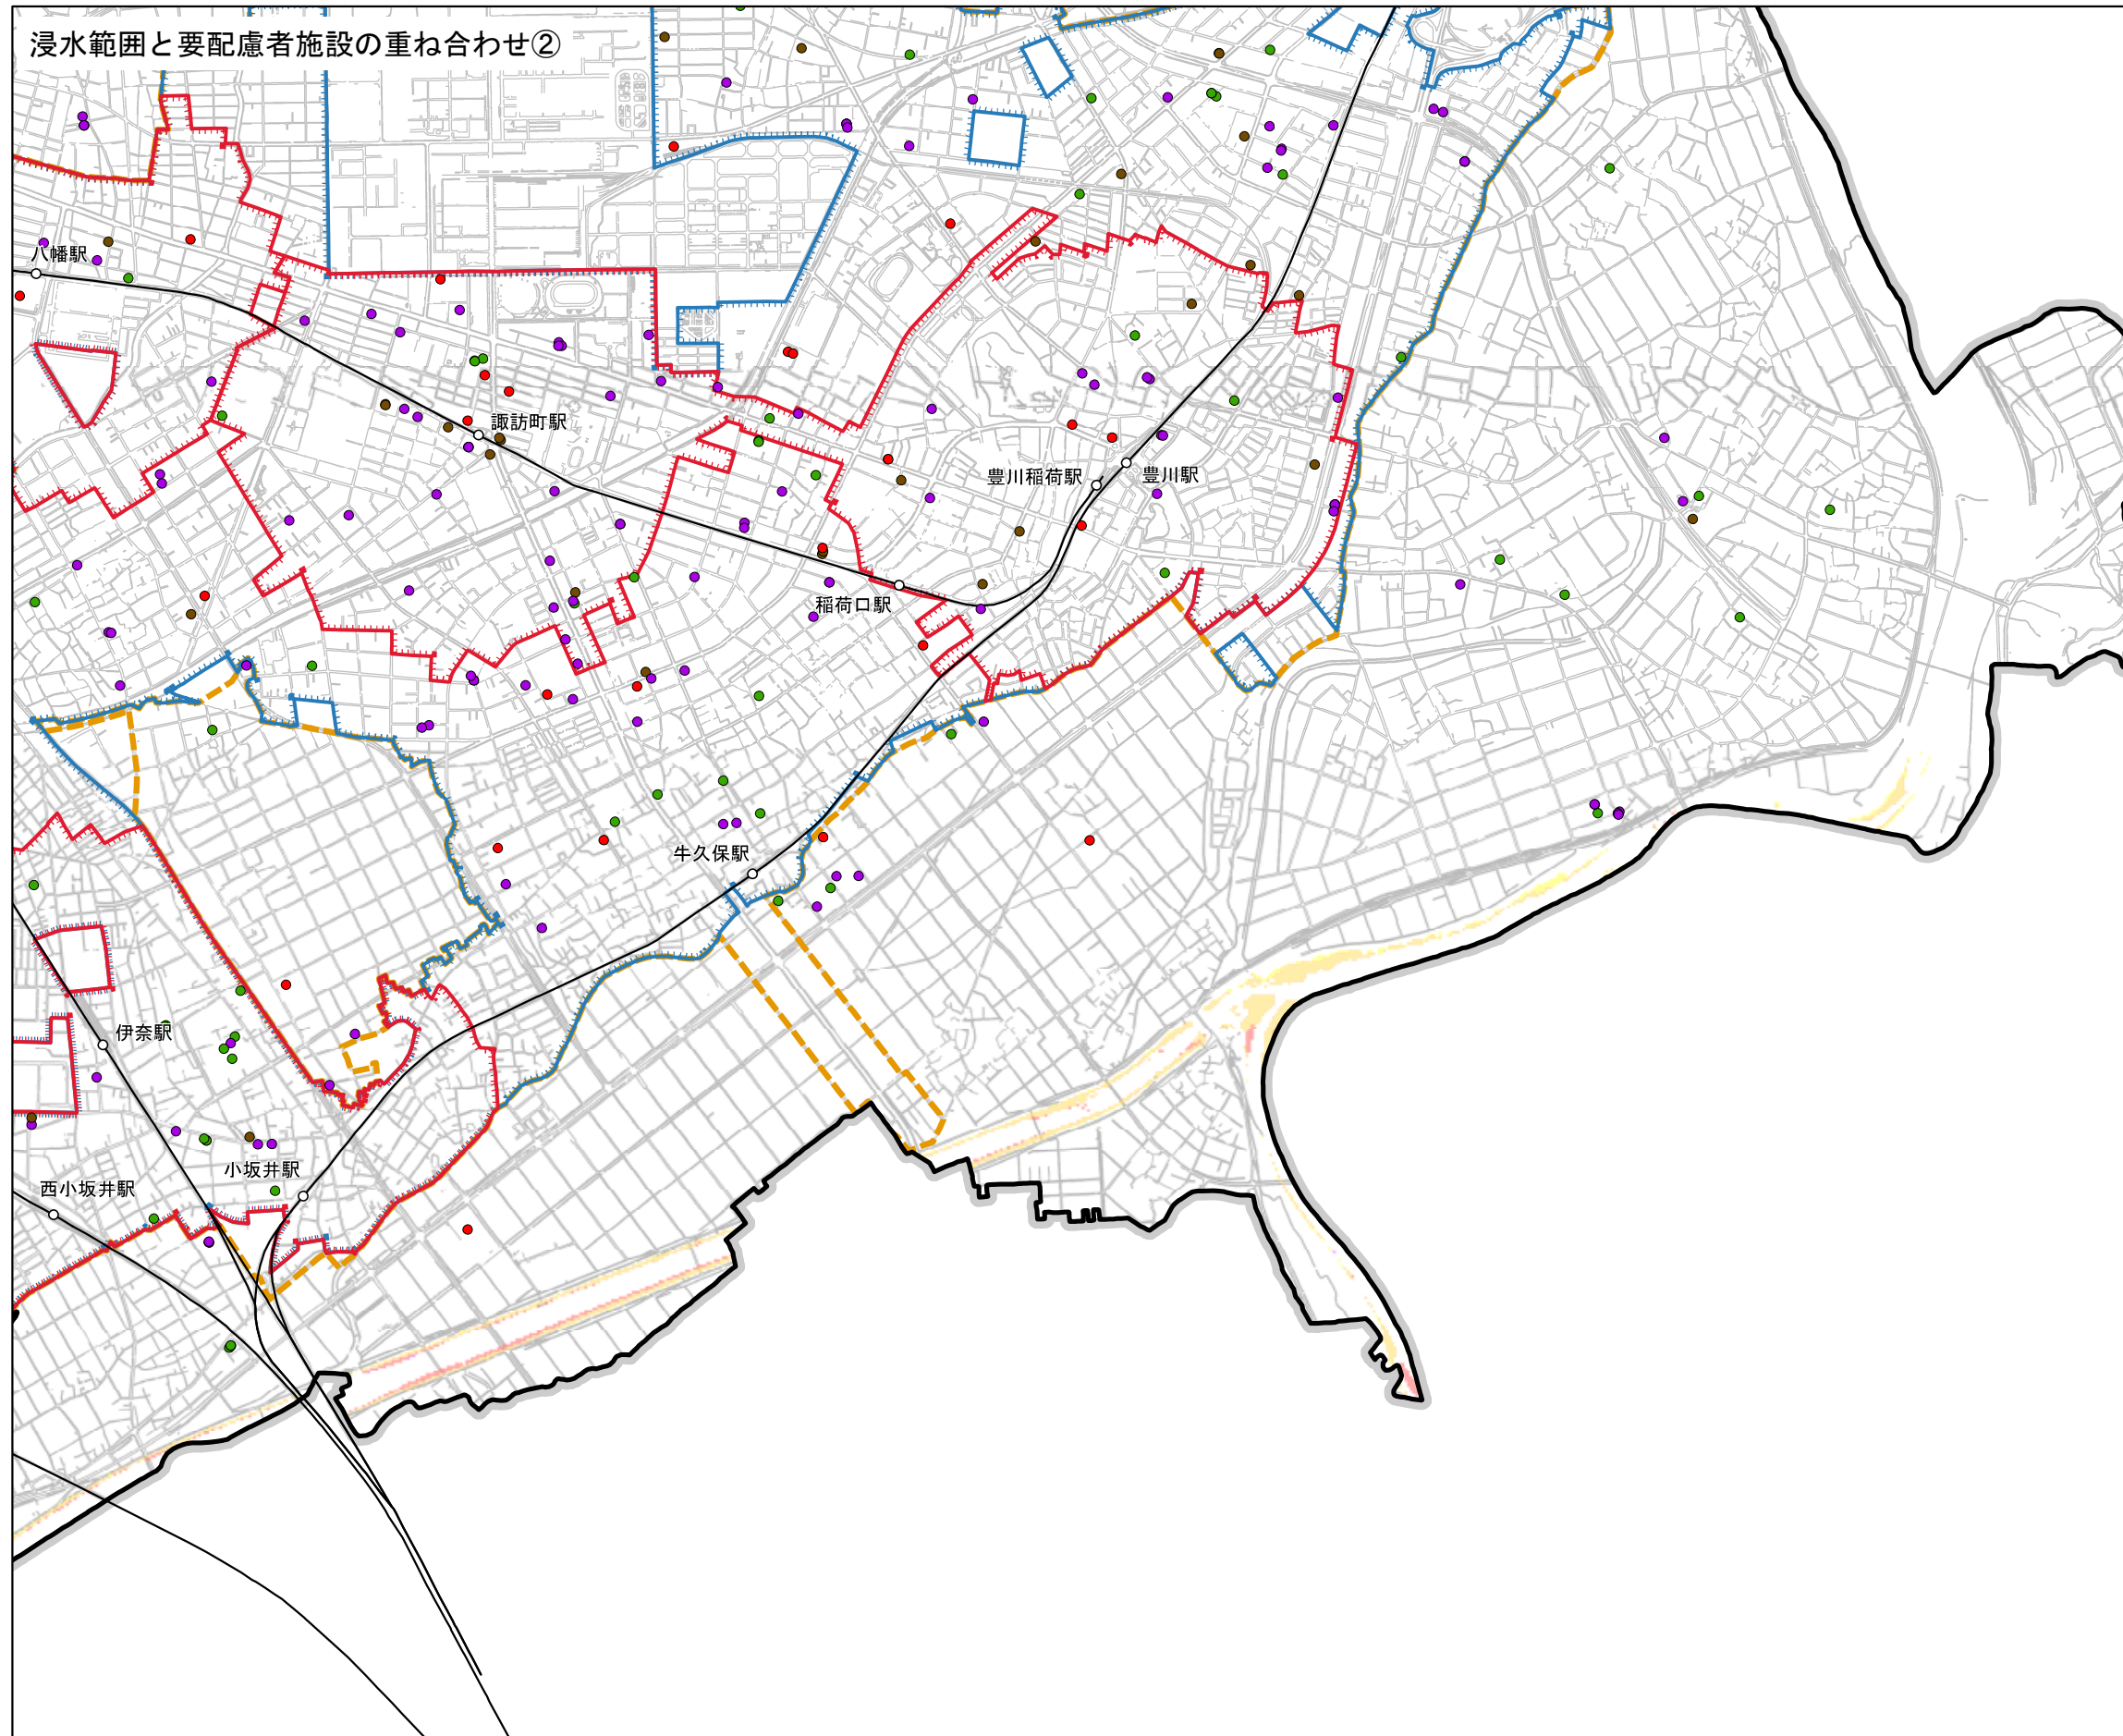 浸水範囲と要配慮者施設の重ね合わせ②
八幡駅
諏訪町駅
豊川稲荷駅
豊川駅
稲荷口駅
牛久保駅
伊奈駅
小坂井駅
西小坂井駅